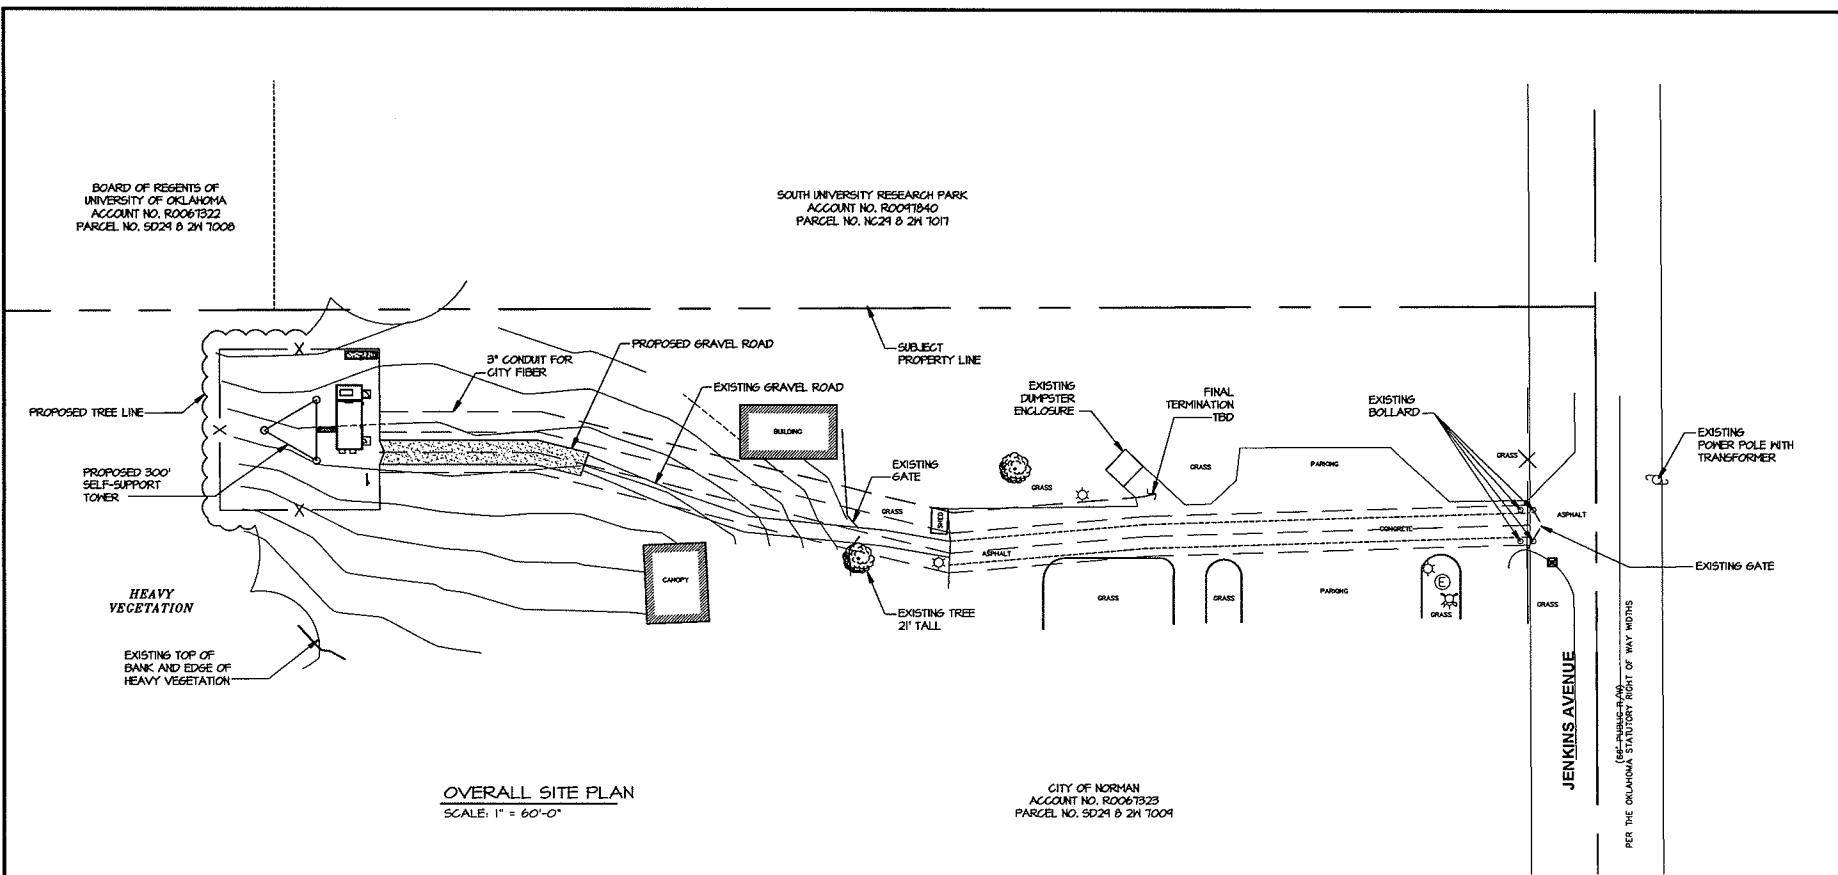 BOARD OF REGENTS OF
UNIVERSITY OF OKLAHOMA
ACCOUNT NO. R0067322
PARCEL NO. SD29 8 2W 7008
SOUTH UNIVERSITY RESEARCH PARK
ACCOUNT NO. R0097840
PARCEL NO. NC29 8 2W 7017
3" CONDUIT FOR
CITY FIBER
PROPOSED GRAVEL ROAD
SUBJECT
PROPERTY LINE
EXISTING GRAVEL ROAD
EXISTING
DUMPSTER
ENCLOSURE
FINAL
TERMINATION
TBD
EXISTING
BOLLARD
EXISTING
POWER POLE WITH
TRANSFORMER
PROPOSED TREE LINE
BUILDING
PROPOSED 300'
SELF-SUPPORT
TOWER
EXISTING
GATE
GRASS
GRASS
GRASS
PARKING
GRASS
SHED
ASPHALT
CONCRETE
ASPHALT
EXISTING GATE
CANOPY
GRASS
GRASS
PARKING
E
GRASS
GRASS
EXISTING TREE
21' TALL
HEAVY
VEGETATION
EXISTING TOP OF
BANK AND EDGE OF
HEAVY VEGETATION
JENKINS AVENUE
(66' PUBLIC R/W)
PER THE OKLAHOMA STATUTORY RIGHT OF WAY WIDTHS
OVERALL SITE PLAN
SCALE: 1" = 60'-0"
CITY OF NORMAN
ACCOUNT NO. R0067323
PARCEL NO. SD29 8 2W 7009